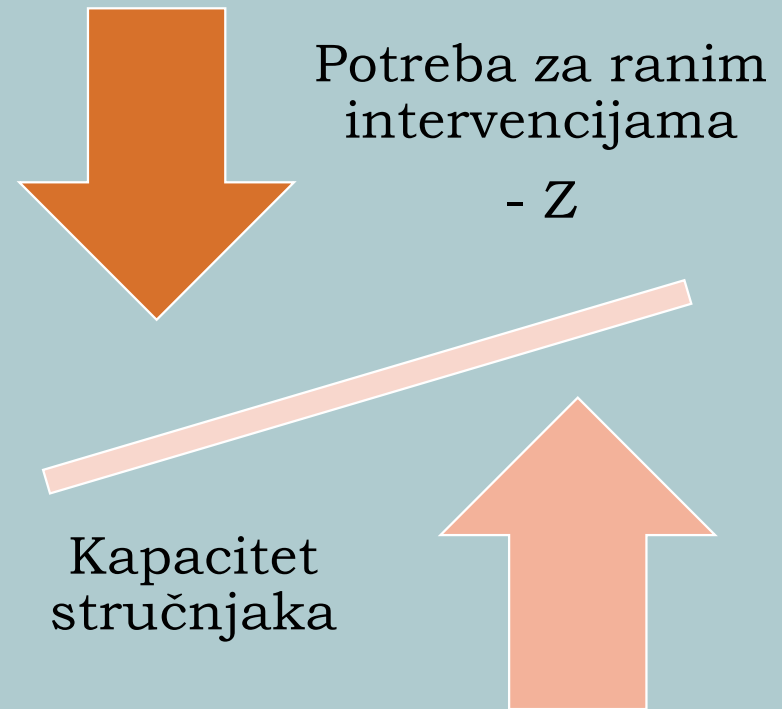 Potreba za ranim
intervencijama
- Z
Kapacitet
stručnjaka